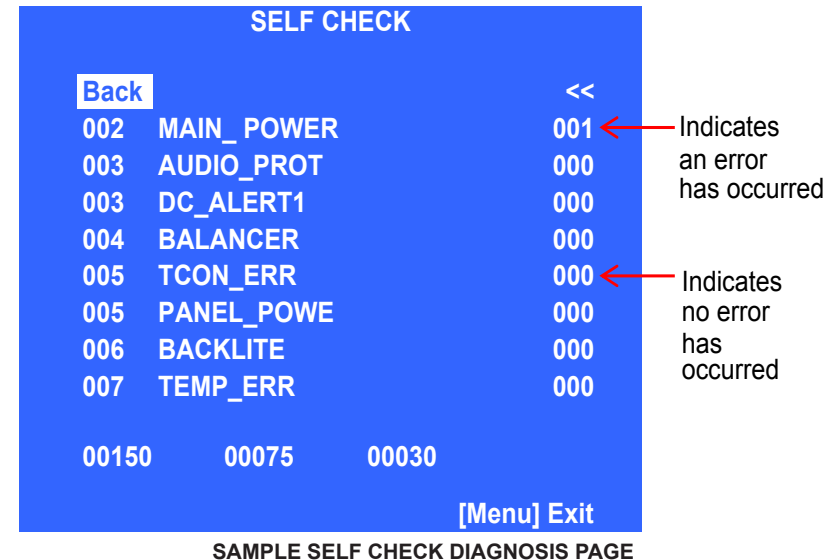 SELF CHECK
Back <<
002 MAIN_ POWER 001
003 AUDIO_PROT 000
003 DC_ALERT1 000
004 BALANCER 000
005 TCON_ERR 000
005 PANEL_POWE 000
006 BACKLITE 000
007 TEMP_ERR 000
00150 00075 00030
[Menu] Exit
Indicates
an error
has occurred
Indicates
no error
has
occurred
SAMPLE SELF CHECK DIAGNOSIS PAGE